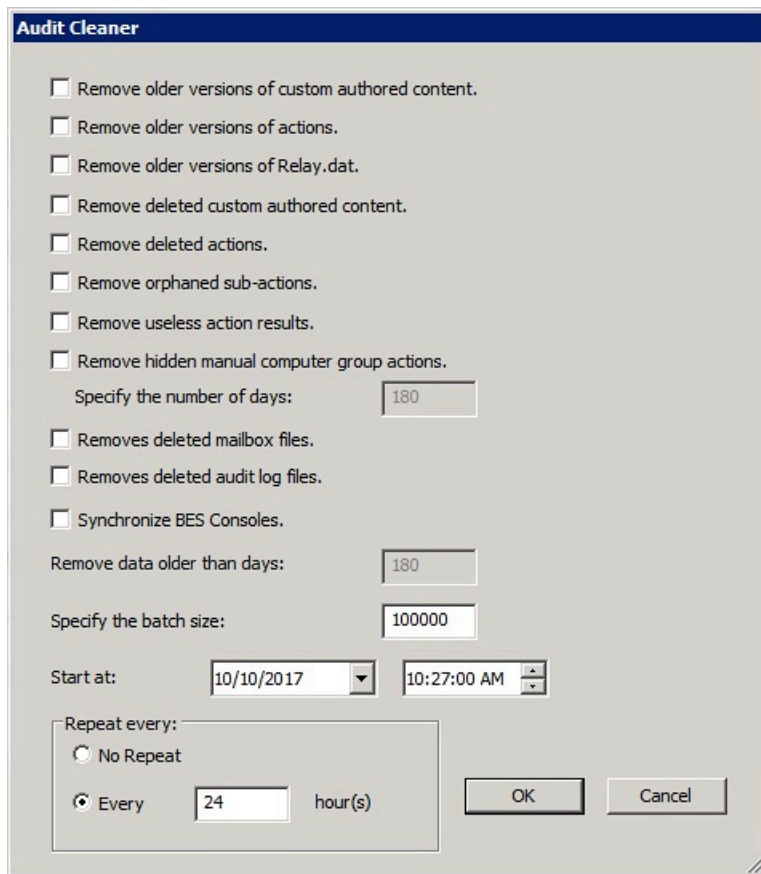 Audit Cleaner
Remove older versions of custom authored content.
Remove older versions of actions.
Remove older versions of Relay.dat.
Remove deleted custom authored content.
Remove deleted actions.
Remove orphaned sub-actions.
Remove useless action results.
Remove hidden manual computer group actions.
Specify the number of days: 180
Removes deleted mailbox files.
Removes deleted audit log files.
Synchronize BES Consoles.
Remove data older than days: 180
Specify the batch size: 100000
Start at: 10/10/2017 10:27:00 AM
Repeat every:
No Repeat
Every 24 hour(s)
OK Cancel